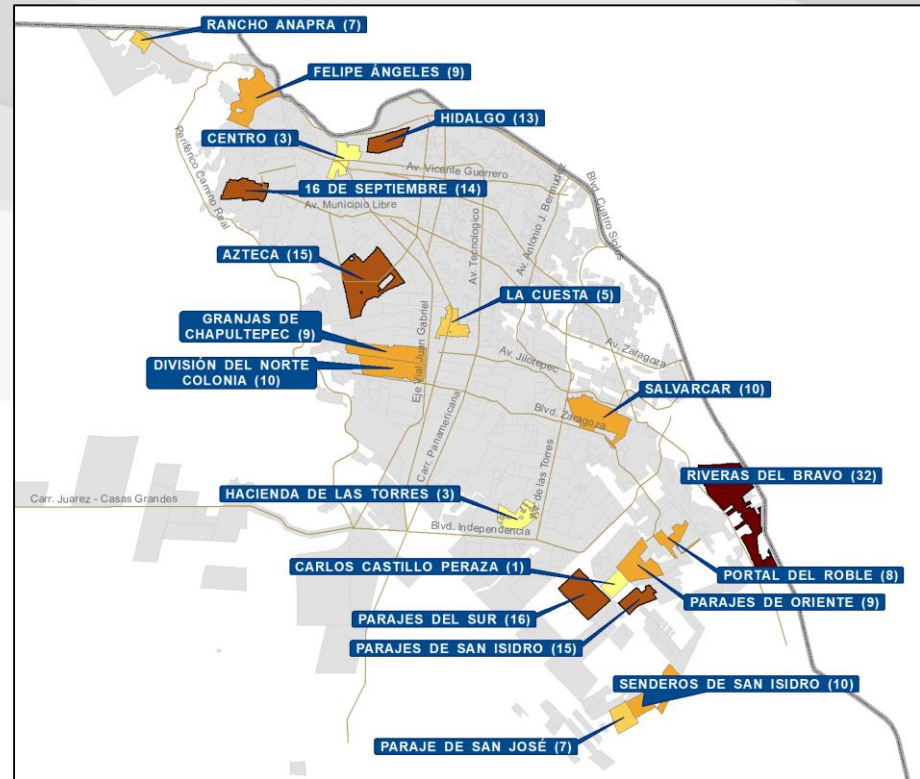 RANCHO ANAPRA (7)
FELIPE ÁNGELES (9)
HIDALGO (13)
CENTRO (3)
Periférico Camino Real
Av. Vicente Guerrero
16 DE SEPTIEMBRE (14)
Av. Municipio Libre
Av. Antonio J. Bermudez
Blvd. Cuatro Siglos
Av. Tecnologico
AZTECA (15)
LA CUESTA (5)
GRANJAS DE
CHAPULTEPEC (9)
Eje Vial Juan Gabriel
Av. Zaragoza
Av. Jilotepec
DIVISIÓN DEL NORTE
COLONIA (10)
SALVARCAR (10)
Blvd. Zaragoza
Carr. Panamericana
Av. de las Torres
RIVERAS DEL BRAVO (32)
HACIENDA DE LAS TORRES (3)
Carr. Juarez - Casas Grandes
Blvd. Independencia
CARLOS CASTILLO PERAZA (1)
PORTAL DEL ROBLE (8)
PARAJES DE ORIENTE (9)
PARAJES DEL SUR (16)
PARAJES DE SAN ISIDRO (15)
SENDEROS DE SAN ISIDRO (10)
PARAJE DE SAN JOSÉ (7)